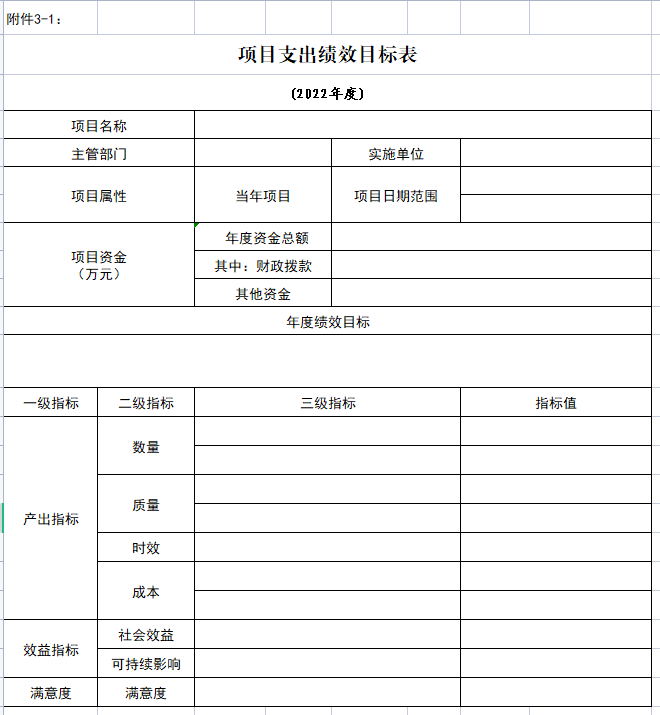 附件3-1：
项目支出绩效目标表
(2022年度)
项目名称
主管部门 实施单位
项目属性 当年项目 项目日期范围
项目资金
（万元）
年度资金总额
其中：财政拨款
其他资金
年度绩效目标
一级指标 二级指标 三级指标 指标值
产出指标
数量
质量
时效
成本
效益指标
社会效益
可持续影响
满意度 满意度